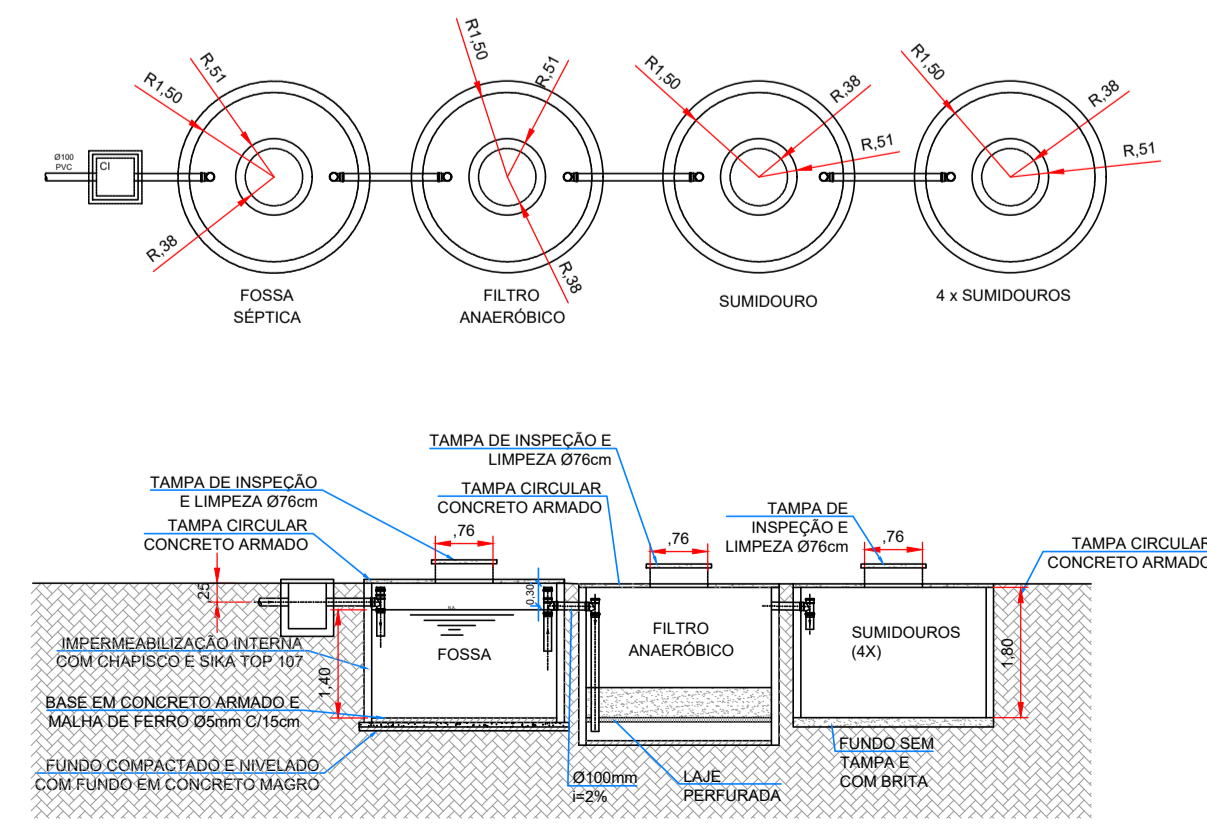 R1,50
R,51
R1,50
R,51
R1,50
R,38
R,51
R1,50
R,38
R,51
Ø100
PVC
CI
R,38
R,38
FOSSA
SÉPTICA
FILTRO
ANAERÓBICO
SUMIDOURO
4 x SUMIDOUROS
TAMPA DE INSPEÇÃO E
LIMPEZA Ø76cm
TAMPA DE INSPEÇÃO
E LIMPEZA Ø76cm
TAMPA CIRCULAR
CONCRETO ARMADO
TAMPA CIRCULAR
CONCRETO ARMADO
TAMPA DE
INSPEÇÃO E
LIMPEZA Ø76cm
TAMPA CIRCULAR
CONCRETO ARMADO
,76
,76
,76
,25
0,30
1,40
1,80
FOSSA
FILTRO
ANAERÓBICO
SUMIDOUROS
(4X)
IMPERMEABILIZAÇÃO INTERNA
COM CHAPISCO E SIKA TOP 107
BASE EM CONCRETO ARMADO E
MALHA DE FERRO Ø5mm C/15cm
FUNDO COMPACTADO E NIVELADO
COM FUNDO EM CONCRETO MAGRO
Ø100mm
i=2%
LAJE
PERFURADA
FUNDO SEM
TAMPA E
COM BRITA